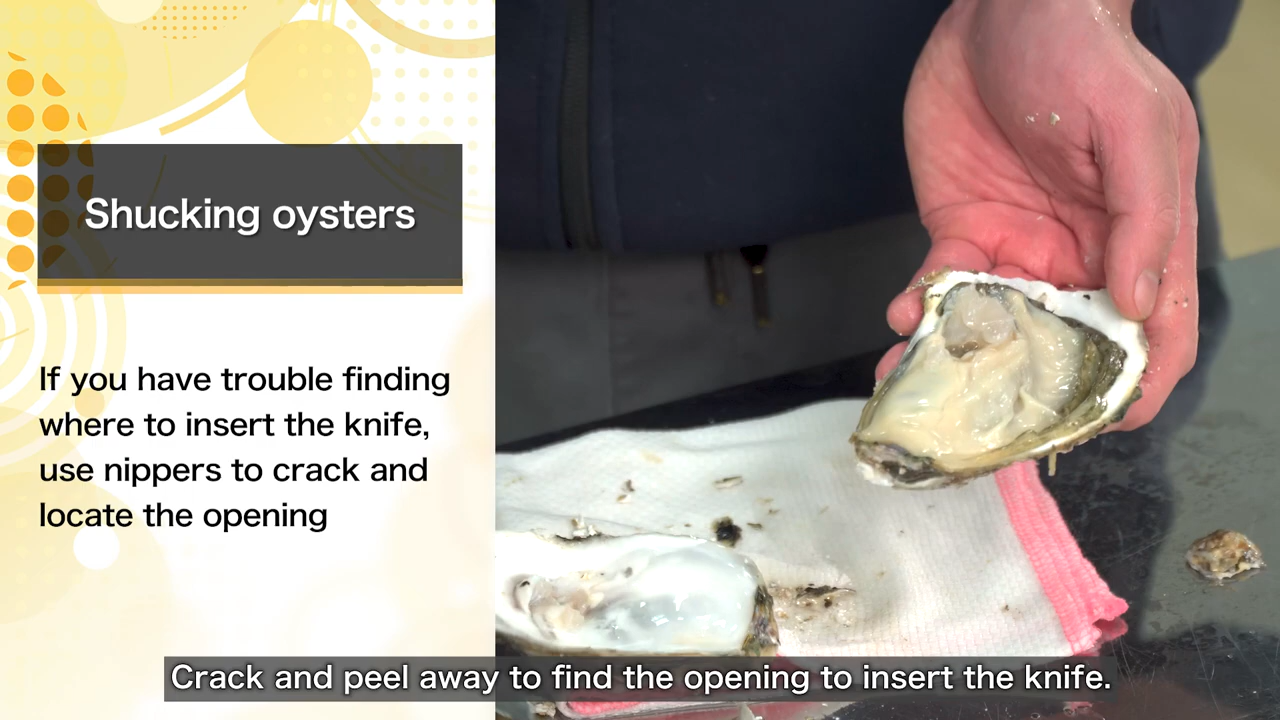 Shucking oysters
If you have trouble finding
where to insert the knife,
use nippers to crack and
locate the opening
Crack and peel away to find the opening to insert the knife.